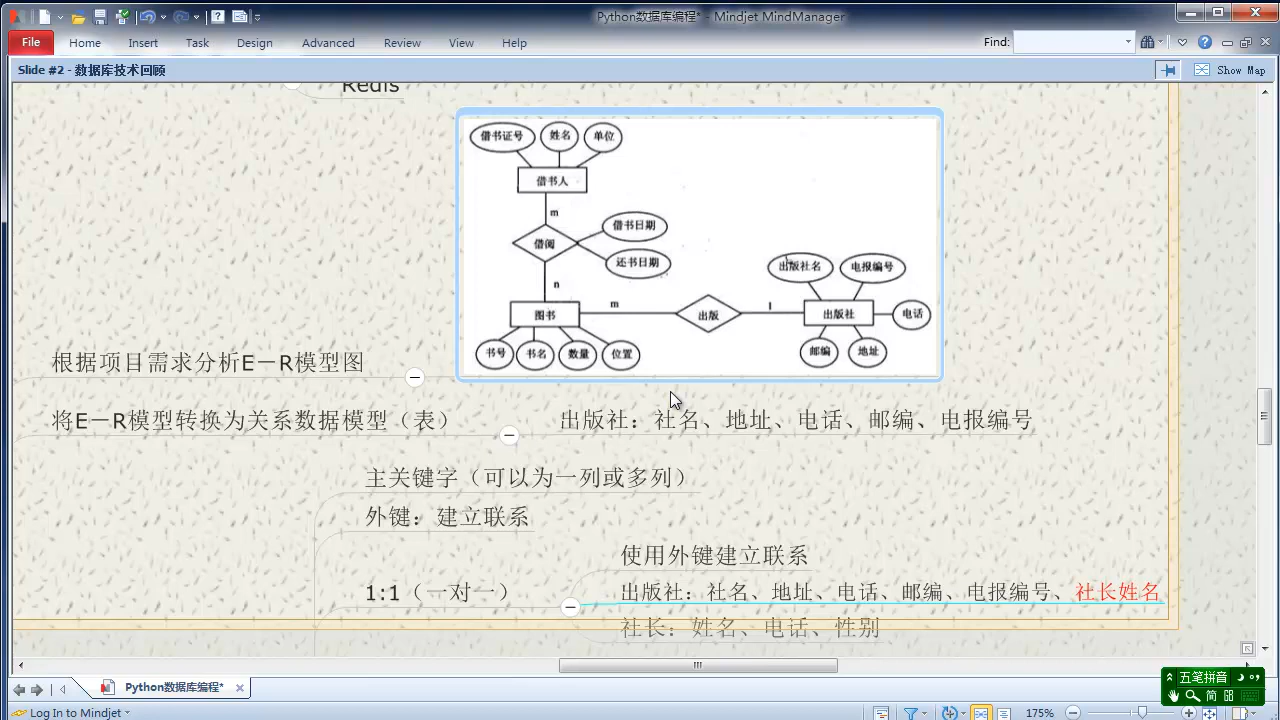 Python数据库编程* - Mindjet MindManager
File Home Insert Task Design Advanced Review View Help Find:
Slide #2 - 数据库技术回顾 Show Map
Redis
借书证号 姓名 单位
借书人
m
借阅 借书日期
还书日期
n
出版社名 电报编号
图书 m 出版 1 出版社 电话
书号 书名 数量 位置 邮编 地址
根据项目需求分析E－R模型图
将E－R模型转换为关系数据模型（表） 出版社：社名、地址、电话、邮编、电报编号
主关键字（可以为一列或多列）
外键：建立联系
使用外键建立联系
1:1（一对一） 出版社：社名、地址、电话、邮编、电报编号、社长姓名
社长：姓名、电话、性别
Python数据库编程*
五笔拼音
简
Log In to Mindjet 175%